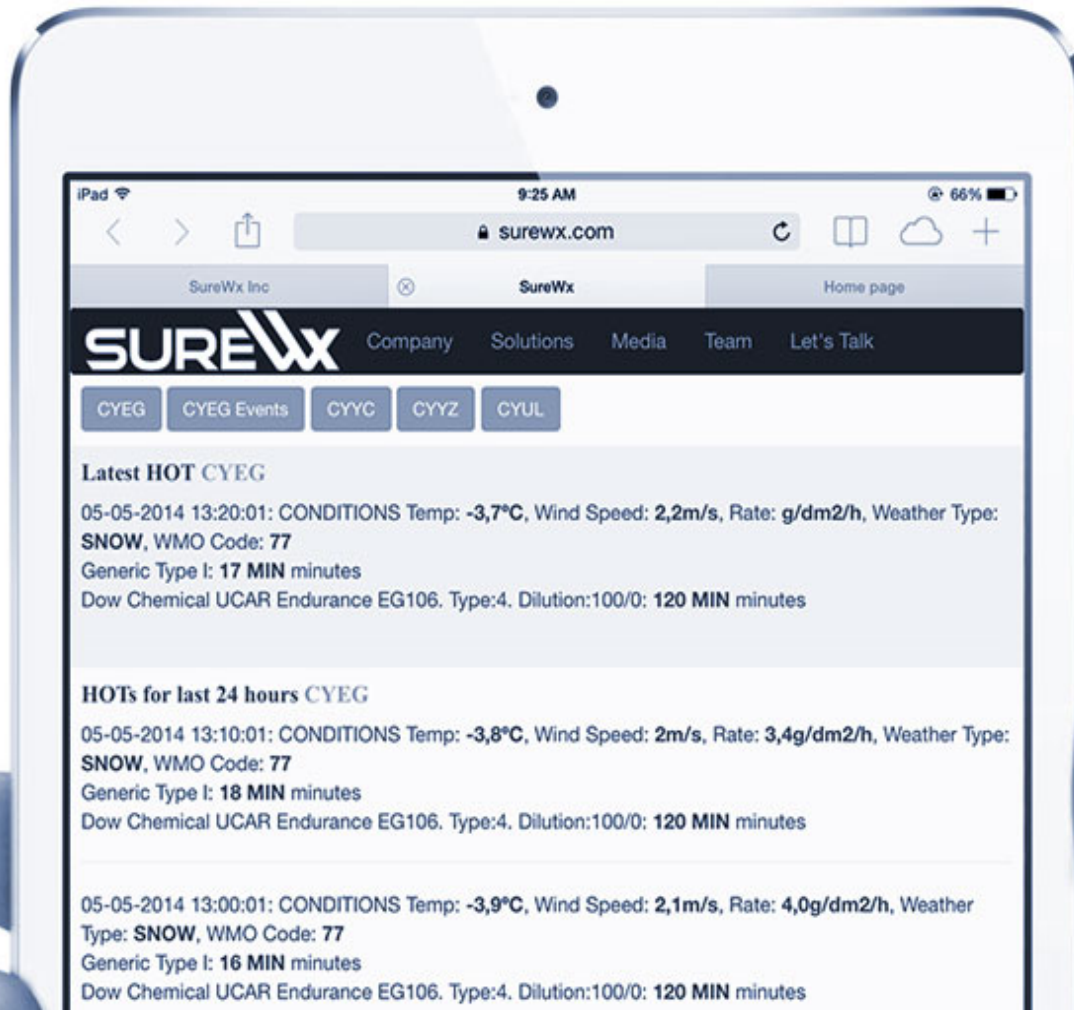 iPad 9:25 AM 66%
surewx.com
SureWx Inc SureWx Home page
SUREWX Company Solutions Media Team Let's Talk
CYEG CYEG Events CYYC CYYZ CYUL
Latest HOT CYEG
05-05-2014 13:20:01: CONDITIONS Temp: -3,7ºC, Wind Speed: 2,2m/s, Rate: g/dm2/h, Weather Type:
SNOW, WMO Code: 77
Generic Type I: 17 MIN minutes
Dow Chemical UCAR Endurance EG106. Type:4. Dilution:100/0: 120 MIN minutes
HOTs for last 24 hours CYEG
05-05-2014 13:10:01: CONDITIONS Temp: -3,8ºC, Wind Speed: 2m/s, Rate: 3,4g/dm2/h, Weather Type:
SNOW, WMO Code: 77
Generic Type I: 18 MIN minutes
Dow Chemical UCAR Endurance EG106. Type:4. Dilution:100/0: 120 MIN minutes
05-05-2014 13:00:01: CONDITIONS Temp: -3,9ºC, Wind Speed: 2,1m/s, Rate: 4,0g/dm2/h, Weather
Type: SNOW, WMO Code: 77
Generic Type I: 16 MIN minutes
Dow Chemical UCAR Endurance EG106. Type:4. Dilution:100/0: 120 MIN minutes